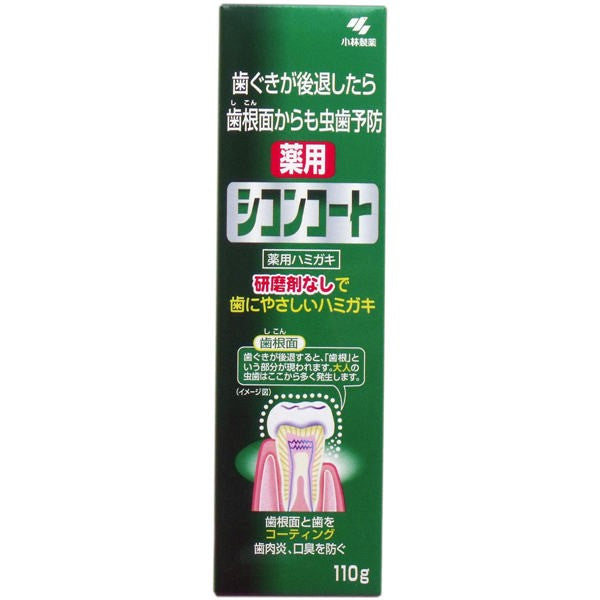 小林製薬
歯ぐきが後退したら
しこん
歯根面からも虫歯予防
薬用
シコンコート
薬用ハミガキ
研磨剤なしで
歯にやさしいハミガキ
しこん
歯根面
歯ぐきが後退すると、「歯根」と
いう部分が現われます。大人の
虫歯はここから多く発生します。
(イメージ図)
歯根面と歯を
コーティング
歯肉炎、口臭を防ぐ
110g